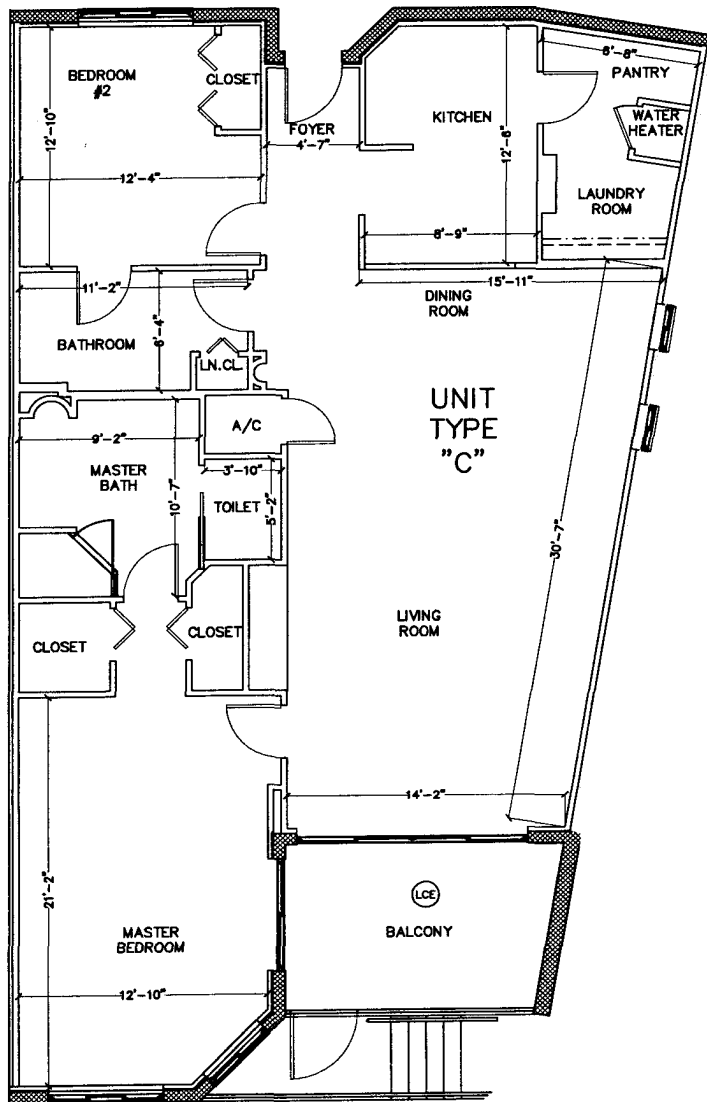 BEDROOM
#2
CLOSET
12'-10"
12'-4"
FOYER
4'-7"
KITCHEN
12'-6"
8'-9"
6'-8"
PANTRY
WATER
HEATER
LAUNDRY
ROOM
11'-2"
BATHROOM
6'-4"
LN.CL.
DINING
ROOM
15'-11"
UNIT
TYPE
"C"
A/C
9'-2"
MASTER
BATH
10'-7"
3'-10"
TOILET
5'-2"
30'-7"
LIVING
ROOM
CLOSET
CLOSET
14'-2"
21'-2"
MASTER
BEDROOM
12'-10"
LCE
BALCONY